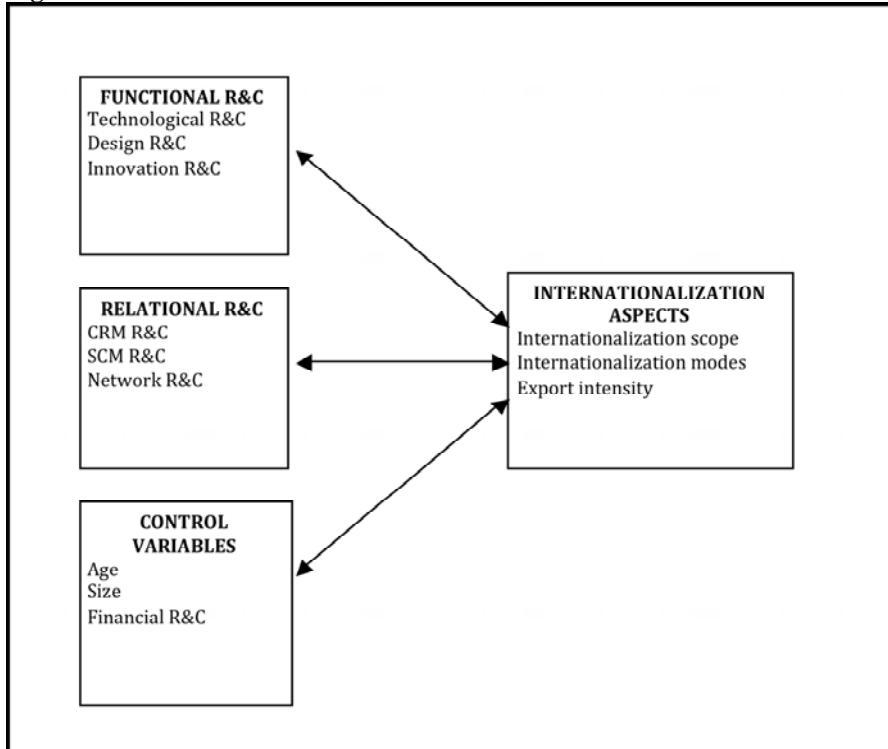 FUNCTIONAL R&C
Technological R&C
Design R&C
Innovation R&C
RELATIONAL R&C
CRM R&C
SCM R&C
Network R&C
INTERNATIONALIZATION
ASPECTS
Internationalization scope
Internationalization modes
Export intensity
CONTROL
VARIABLES
Age
Size
Financial R&C